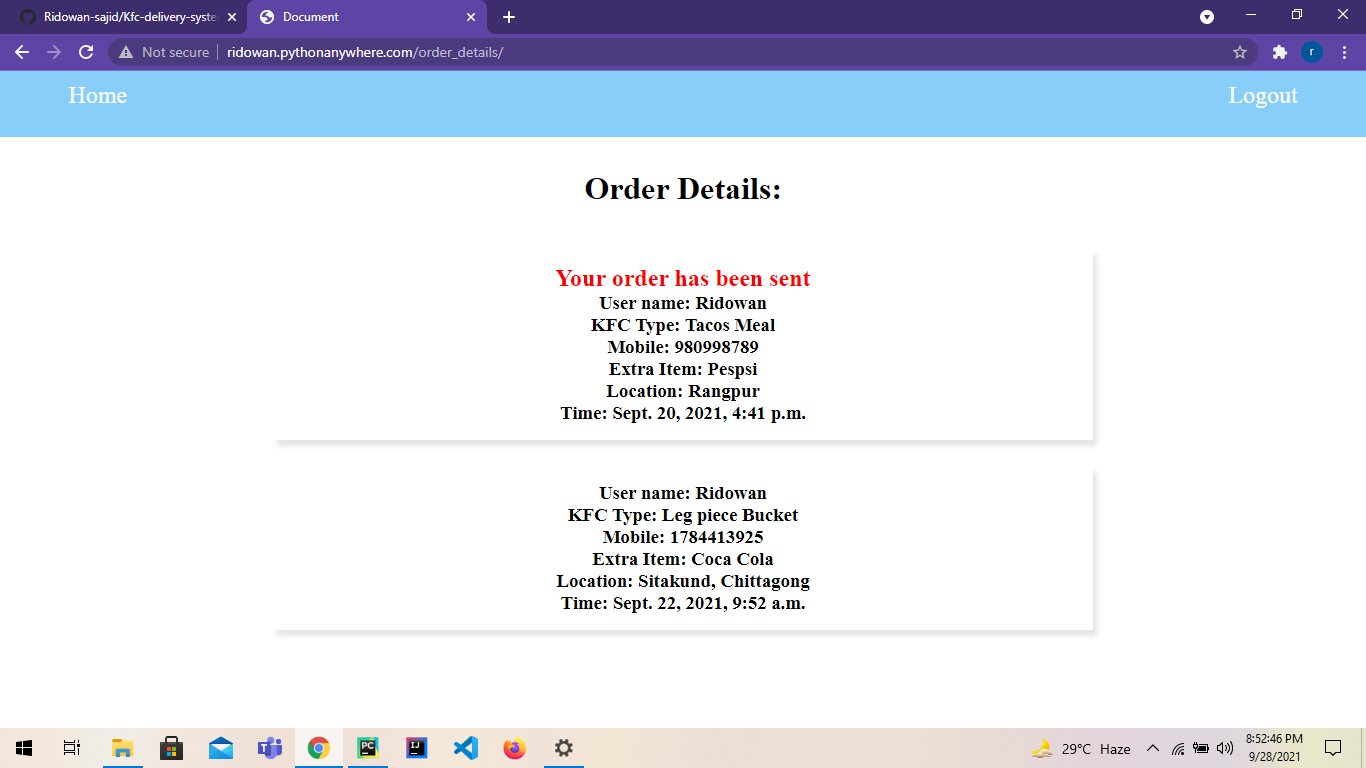 Ridowan-sajid/Kfc-delivery-syste
Document
Not secure
ridowan.pythonanywhere.com/order_details/
r
Home
Logout
Order Details:
Your order has been sent
User name: Ridowan
KFC Type: Tacos Meal
Mobile: 980998789
Extra Item: Pespsi
Location: Rangpur
Time: Sept. 20, 2021, 4:41 p.m.
User name: Ridowan
KFC Type: Leg piece Bucket
Mobile: 1784413925
Extra Item: Coca Cola
Location: Sitakund, Chittagong
Time: Sept. 22, 2021, 9:52 a.m.
PC
IJ
29°C Haze
8:52:46 PM
9/28/2021